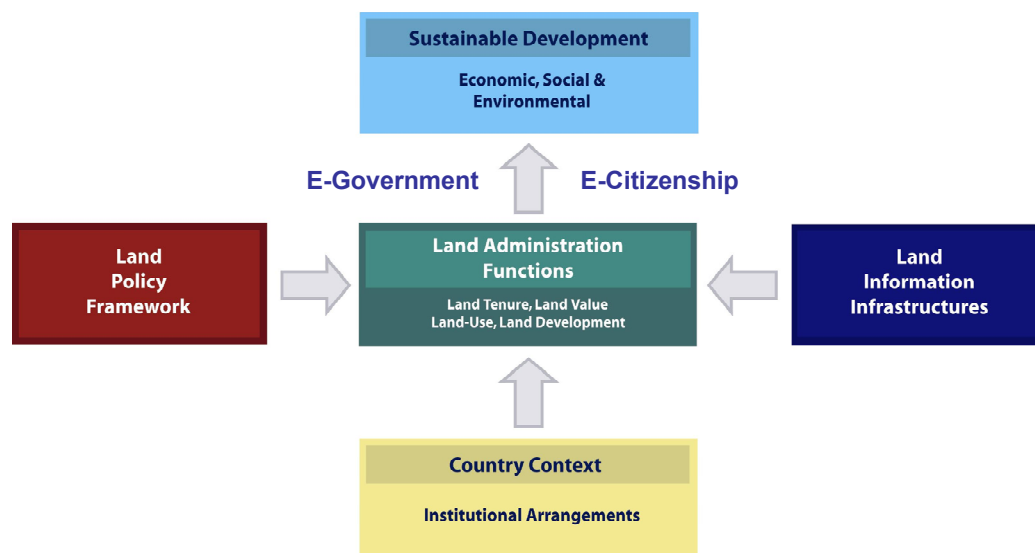 Sustainable Development
Economic, Social &
Environmental
E-Government
E-Citizenship
Land
Policy
Framework
Land Administration
Functions
Land Tenure, Land Value
Land-Use, Land Development
Land
Information
Infrastructures
Country Context
Institutional Arrangements